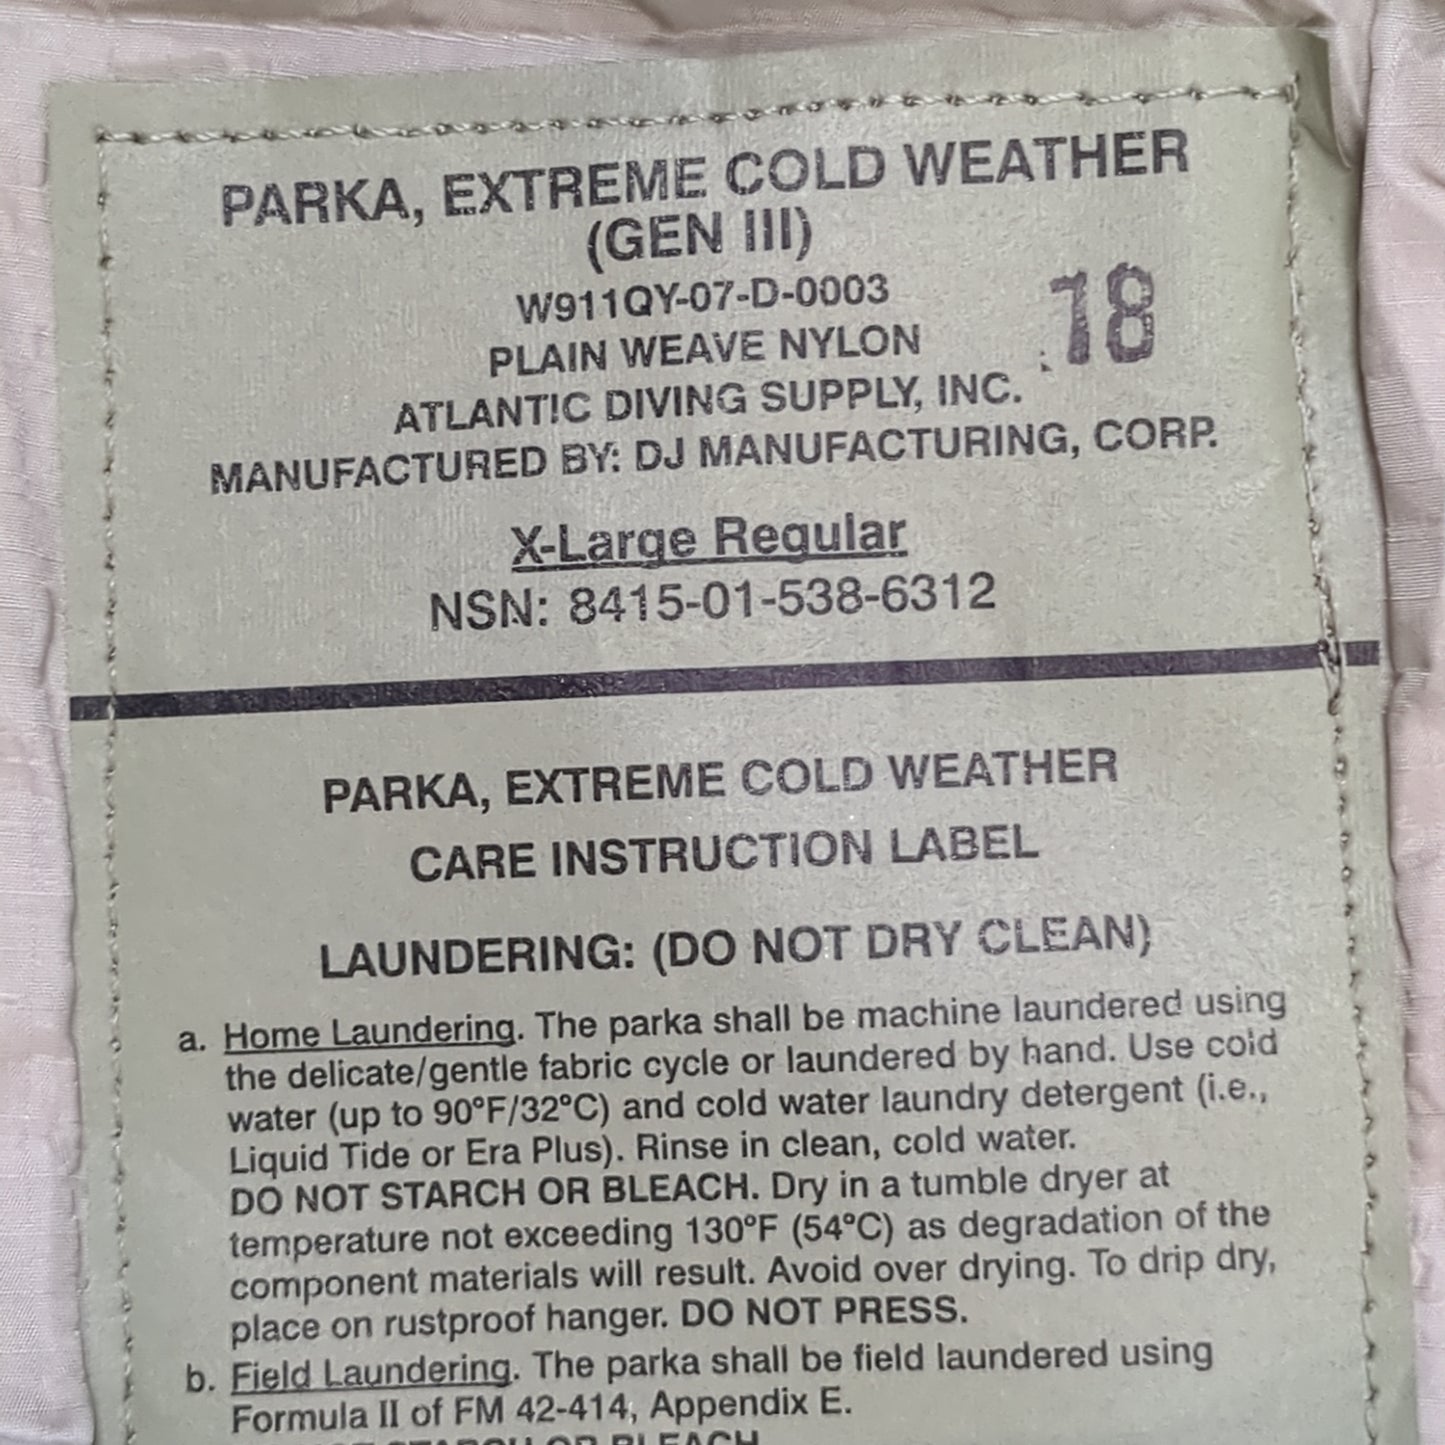 PARKA, EXTREME COLD WEATHER
(GEN III)
W911QY-07-D-0003
18
PLAIN WEAVE NYLON
ATLANTIC DIVING SUPPLY, INC.
MANUFACTURED BY: DJ MANUFACTURING, CORP.
X-Large Regular
NSN: 8415-01-538-6312
PARKA, EXTREME COLD WEATHER
CARE INSTRUCTION LABEL
LAUNDERING: (DO NOT DRY CLEAN)
a. Home Laundering. The parka shall be machine laundered using
the delicate/gentle fabric cycle or laundered by hand. Use cold
water (up to 90°F/32°C) and cold water laundry detergent (i.e.,
Liquid Tide or Era Plus). Rinse in clean, cold water.
DO NOT STARCH OR BLEACH. Dry in a tumble dryer at
temperature not exceeding 130°F (54°C) as degradation of the
component materials will result. Avoid over drying. To drip dry,
place on rustproof hanger. DO NOT PRESS.
b. Field Laundering. The parka shall be field laundered using
Formula II of FM 42-414, Appendix E.
STARCH OR BLEACH